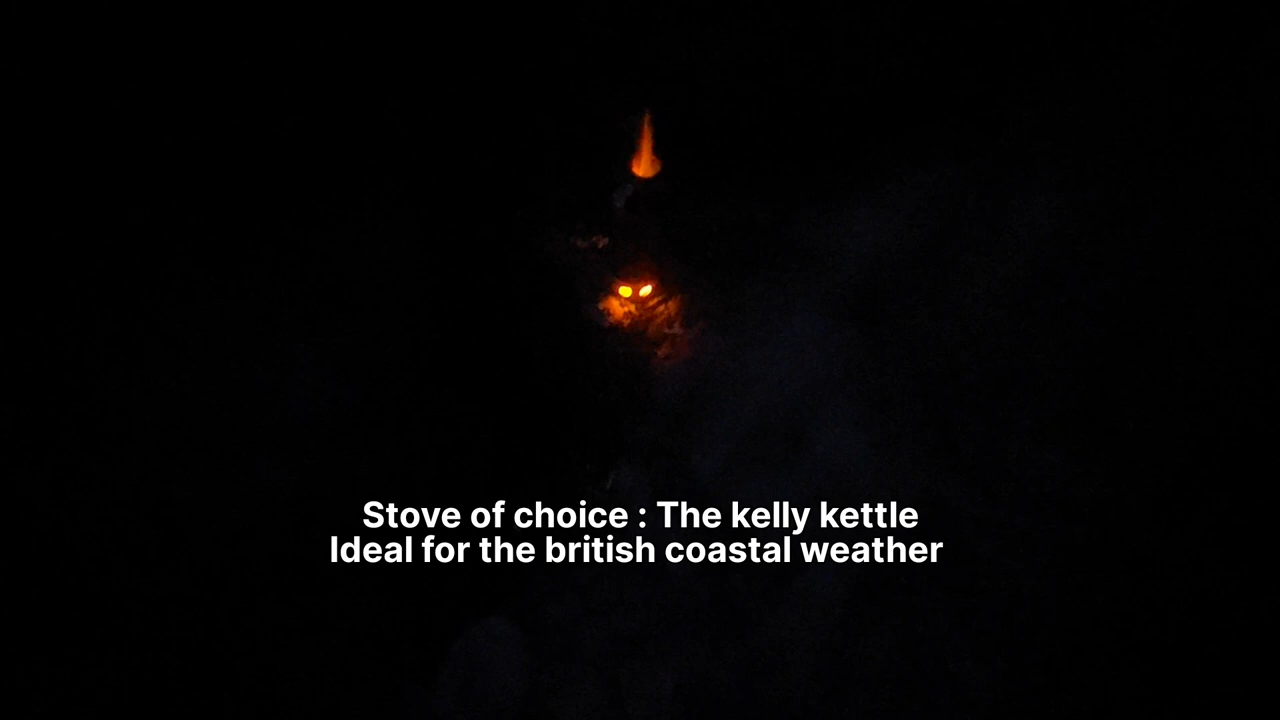 Stove of choice : The kelly kettle
Ideal for the british coastal weather